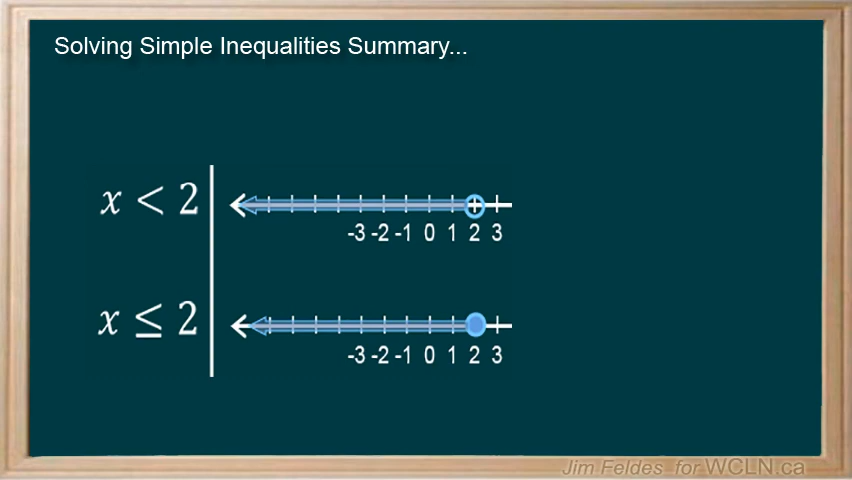 Solving Simple Inequalities Summary...
x < 2
-3 -2 -1 0 1 2 3
x ≤ 2
-3 -2 -1 0 1 2 3
Jim Feldes for WCLN.ca